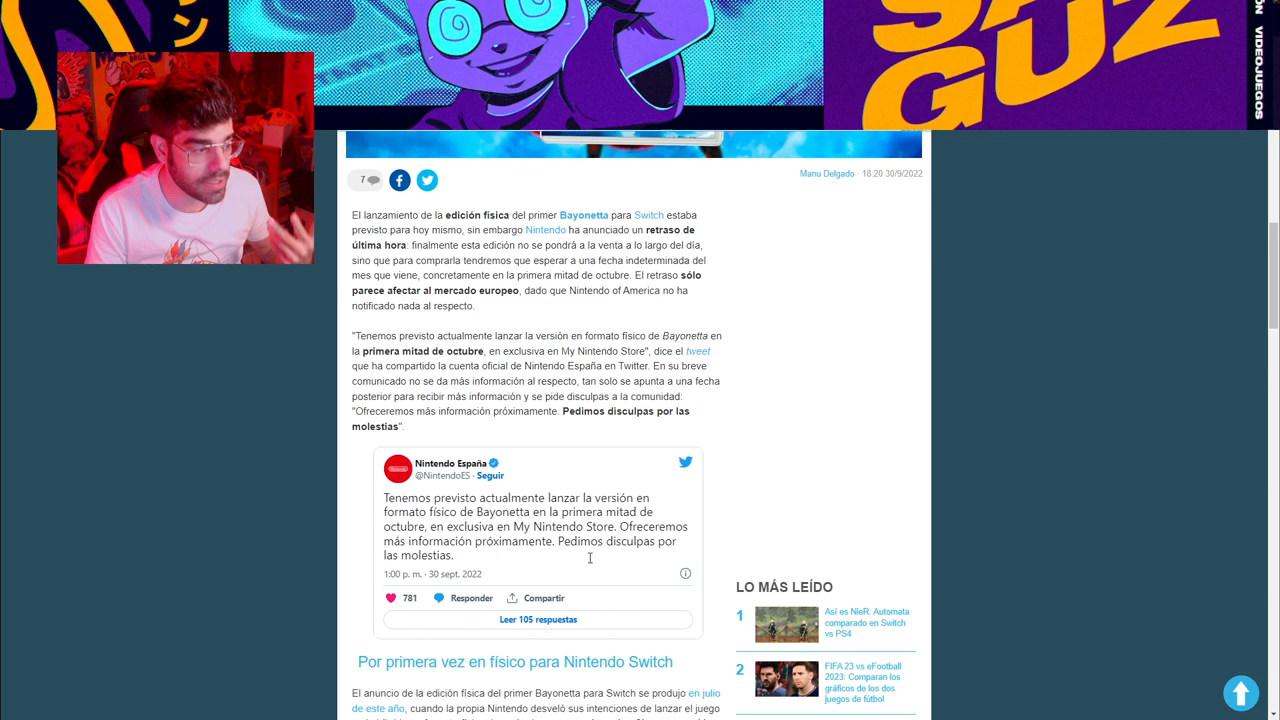 SA
GUZ
ÓN VIDEOJUEGOS
7
Manu Delgado · 18:20 30/9/2022
El lanzamiento de la edición física del primer Bayonetta para Switch estaba
previsto para hoy mismo, sin embargo Nintendo ha anunciado un retraso de
última hora: finalmente esta edición no se pondrá a la venta a lo largo del día,
sino que para comprarla tendremos que esperar a una fecha indeterminada del
mes que viene, concretamente en la primera mitad de octubre. El retraso sólo
parece afectar al mercado europeo, dado que Nintendo of America no ha
notificado nada al respecto.
"Tenemos previsto actualmente lanzar la versión en formato físico de Bayonetta en
la primera mitad de octubre, en exclusiva en My Nintendo Store", dice el tweet
que ha compartido la cuenta oficial de Nintendo España en Twitter. En su breve
comunicado no se da más información al respecto, tan solo se apunta a una fecha
posterior para recibir más información y se pide disculpas a la comunidad:
"Ofreceremos más información próximamente. Pedimos disculpas por las
molestias".
Nintendo España
@NintendoES · Seguir
Tenemos previsto actualmente lanzar la versión en
formato físico de Bayonetta en la primera mitad de
octubre, en exclusiva en My Nintendo Store. Ofreceremos
más información próximamente. Pedimos disculpas por
las molestias.
1:00 p. m. · 30 sept. 2022
781 Responder Compartir
Leer 105 respuestas
Por primera vez en físico para Nintendo Switch
El anuncio de la edición física del primer Bayonetta para Switch se produjo en julio
de este año, cuando la propia Nintendo desveló sus intenciones de lanzar el juego
LO MÁS LEÍDO
1
Así es NieR: Automata
comparado en Switch
vs PS4
2
FIFA 23 vs eFootball
2023: Comparan los
gráficos de los dos
juegos de fútbol